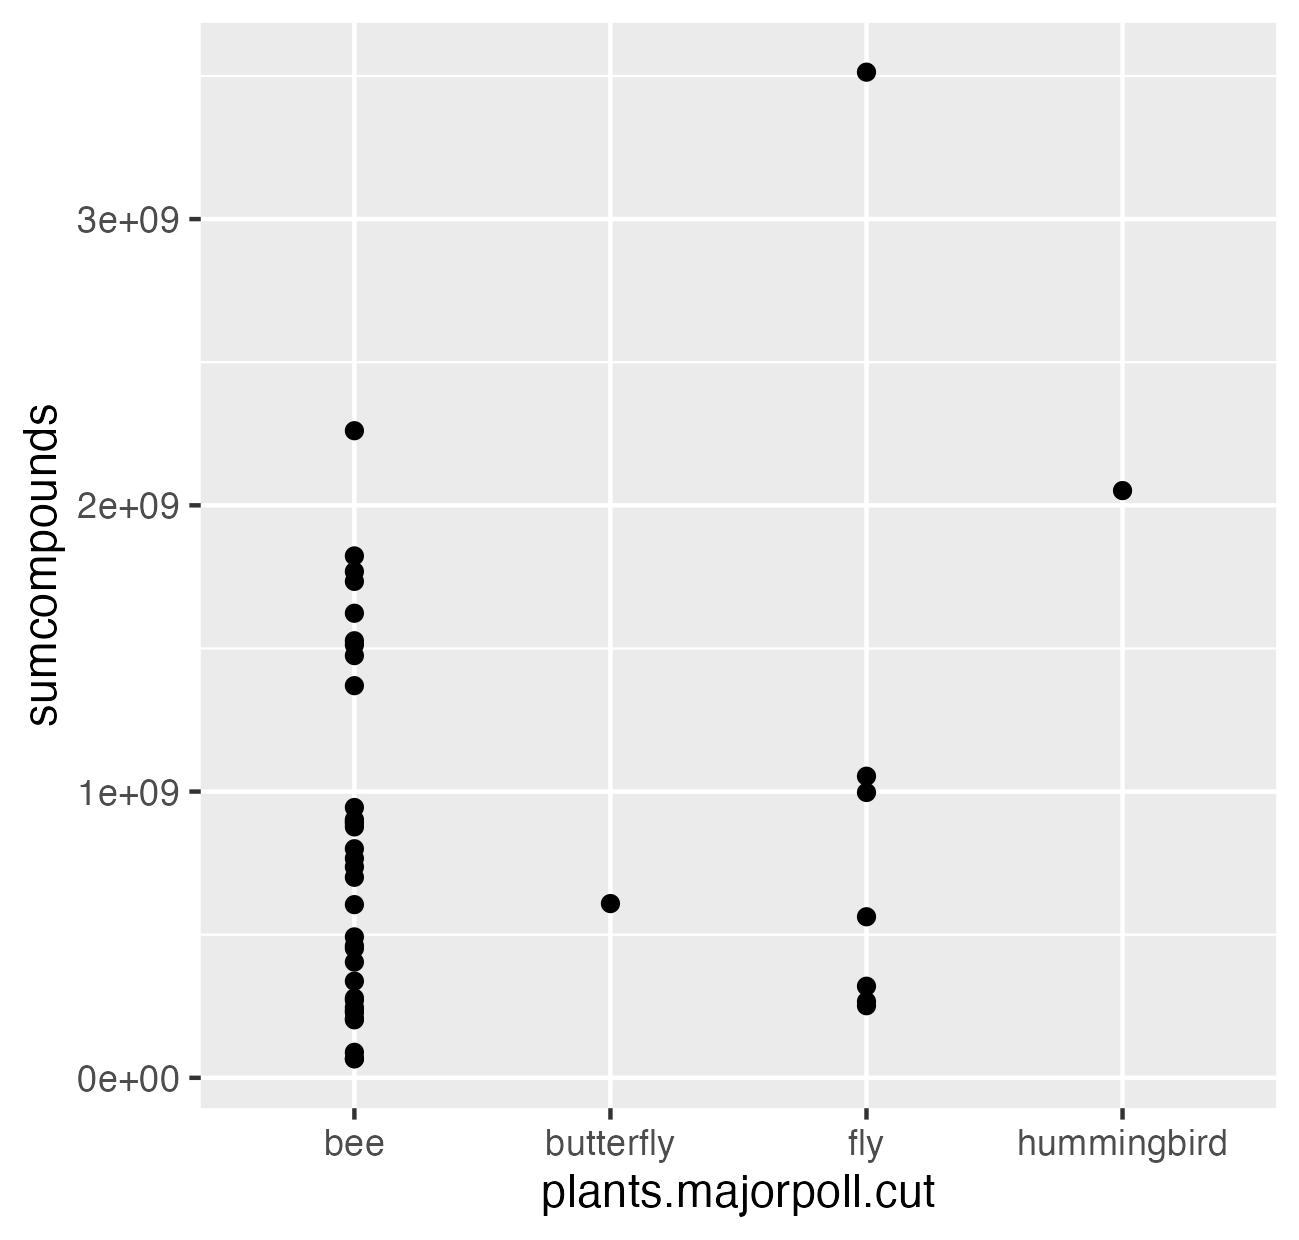 sumcompounds
3e+09
2e+09
1e+09
0e+00
bee butterfly fly hummingbird
plants.majorpoll.cut